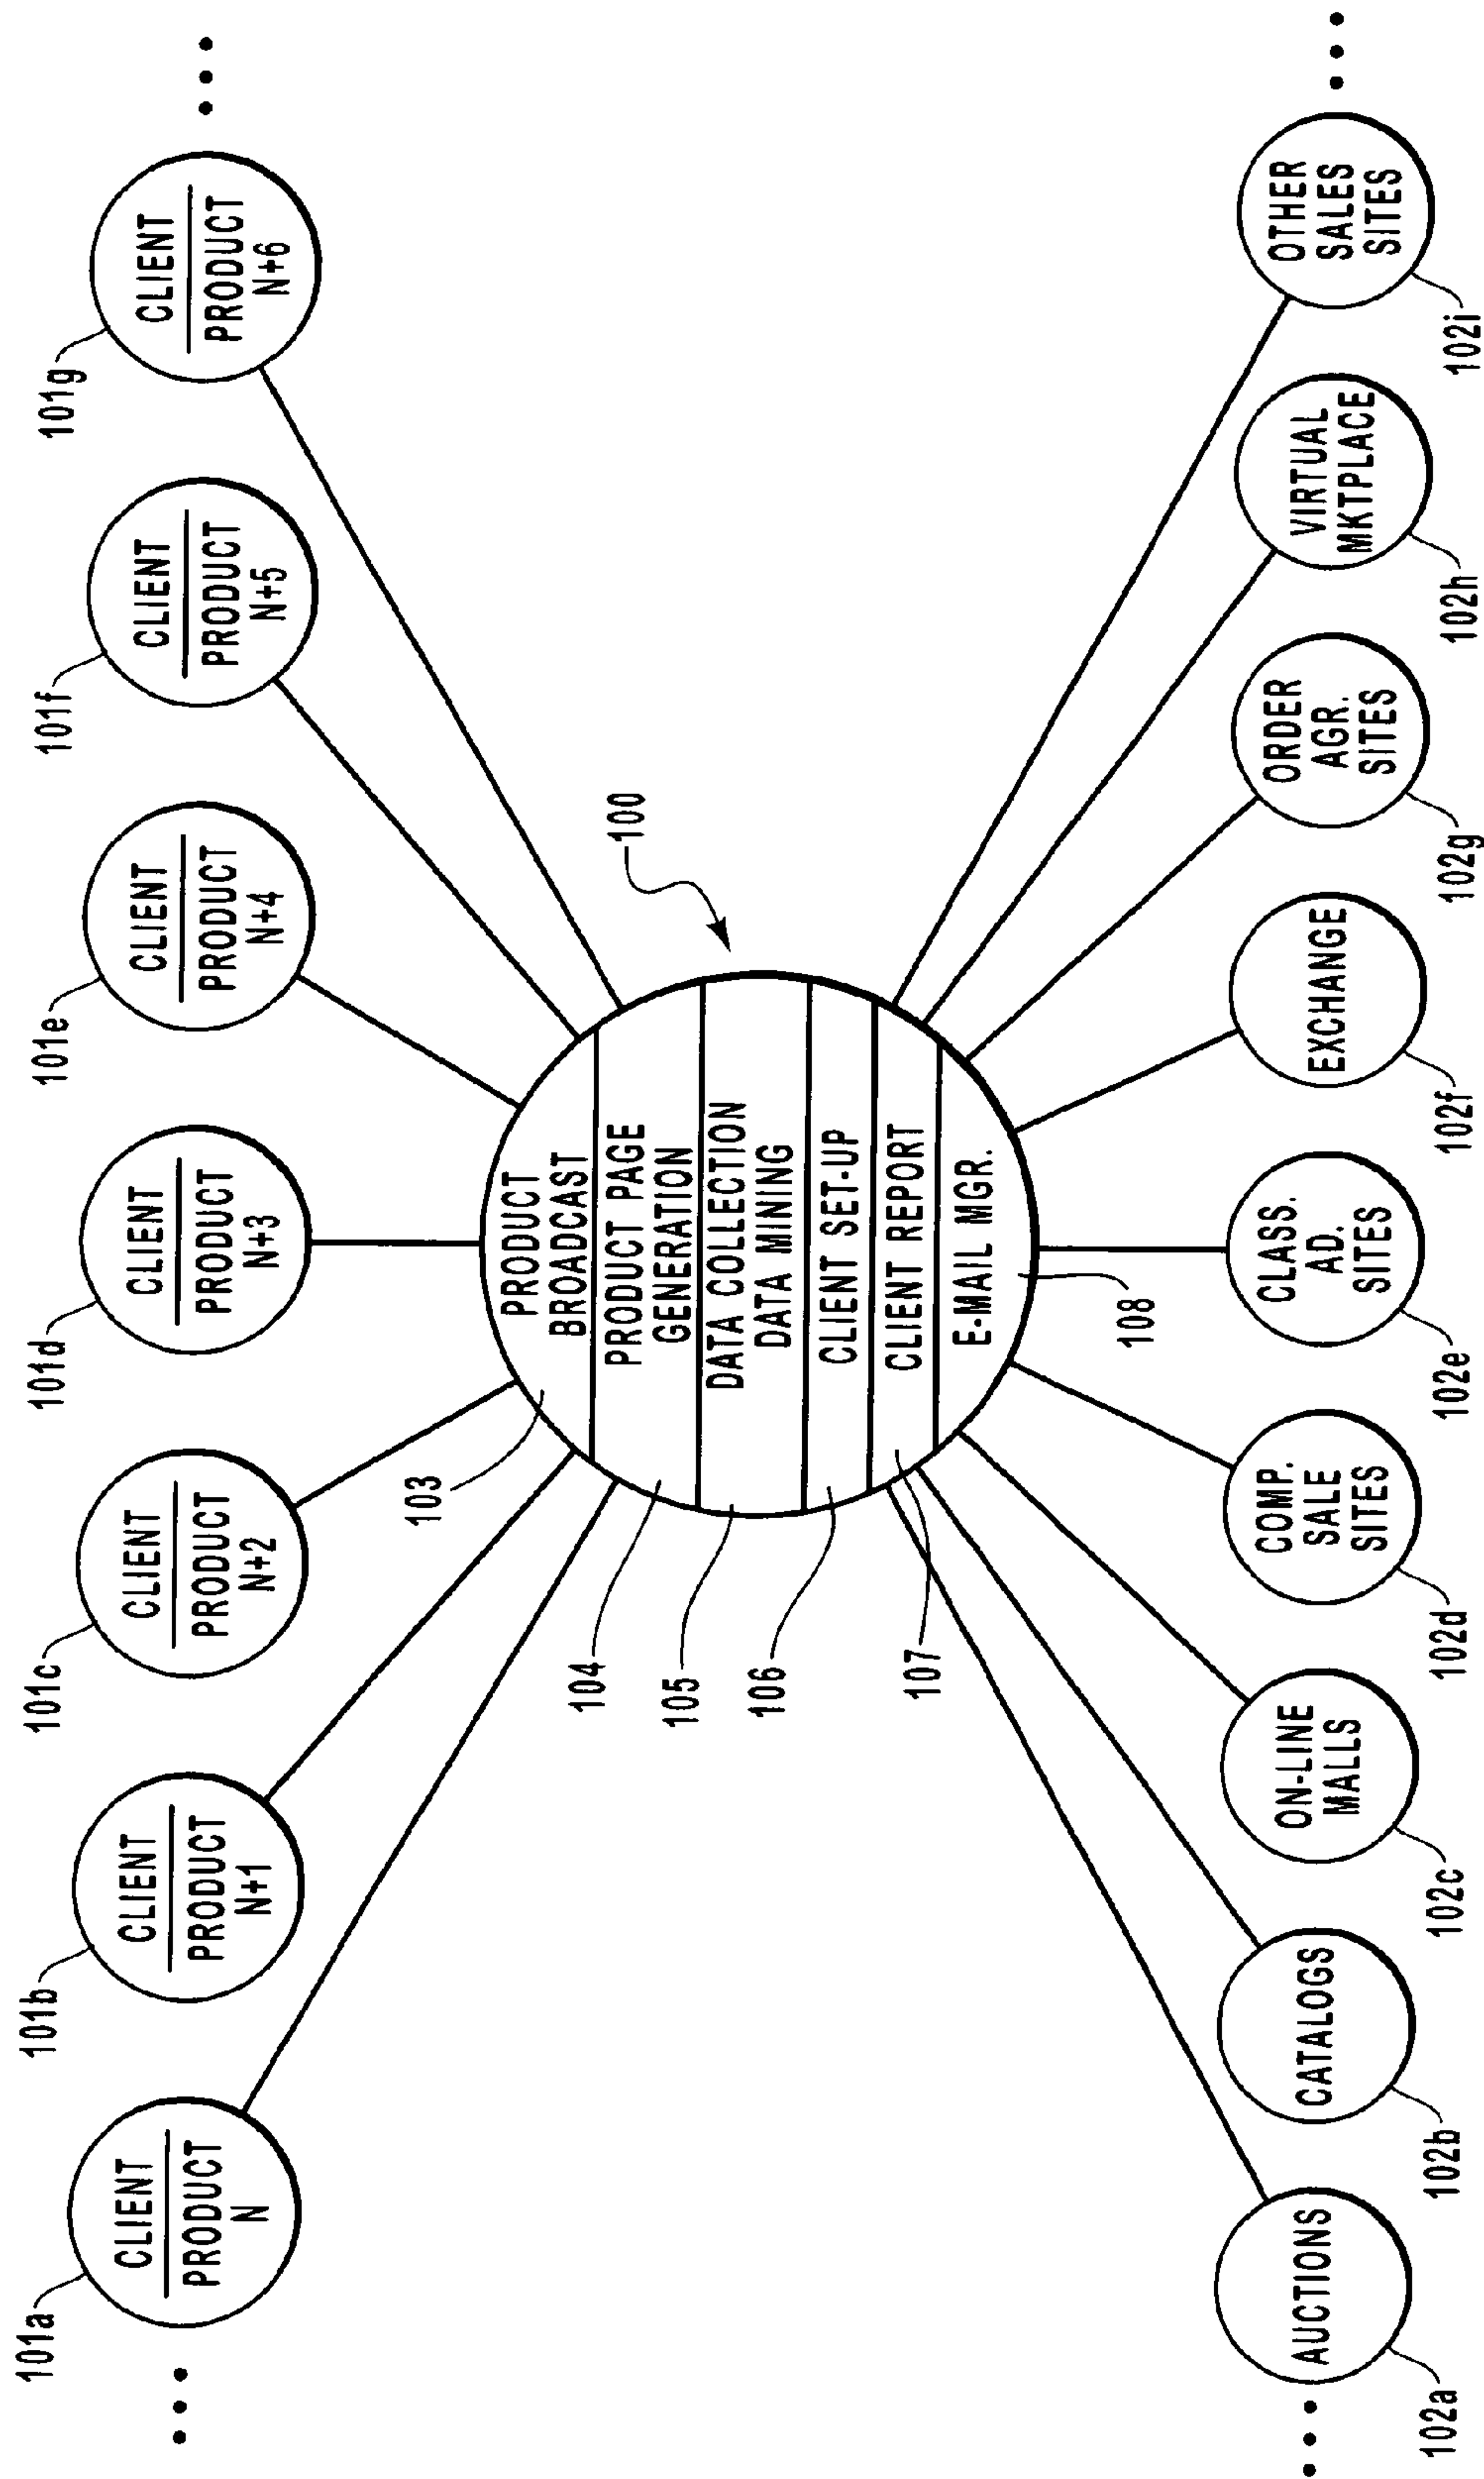 101a
101b
101c
101d
101e
101f
101g
CLIENT
PRODUCT
N
CLIENT
PRODUCT
N+1
CLIENT
PRODUCT
N+2
CLIENT
PRODUCT
N+3
CLIENT
PRODUCT
N+4
CLIENT
PRODUCT
N+5
CLIENT
PRODUCT
N+6
100
103
PRODUCT
BROADCAST
104
PRODUCT PAGE
GENERATION
105
DATA COLLECTION
DATA MINING
106
CLIENT SET-UP
107
CLIENT REPORT
E-MAIL MGR.
108
AUCTIONS
CATALOGS
ON-LINE
MALLS
COMP.
SALE
SITES
CLASS.
AD.
SITES
EXCHANGE
ORDER
AGR.
SITES
VIRTUAL
MKTPLACE
OTHER
SALES
SITES
102a
102b
102c
102d
102e
102f
102g
102h
102i